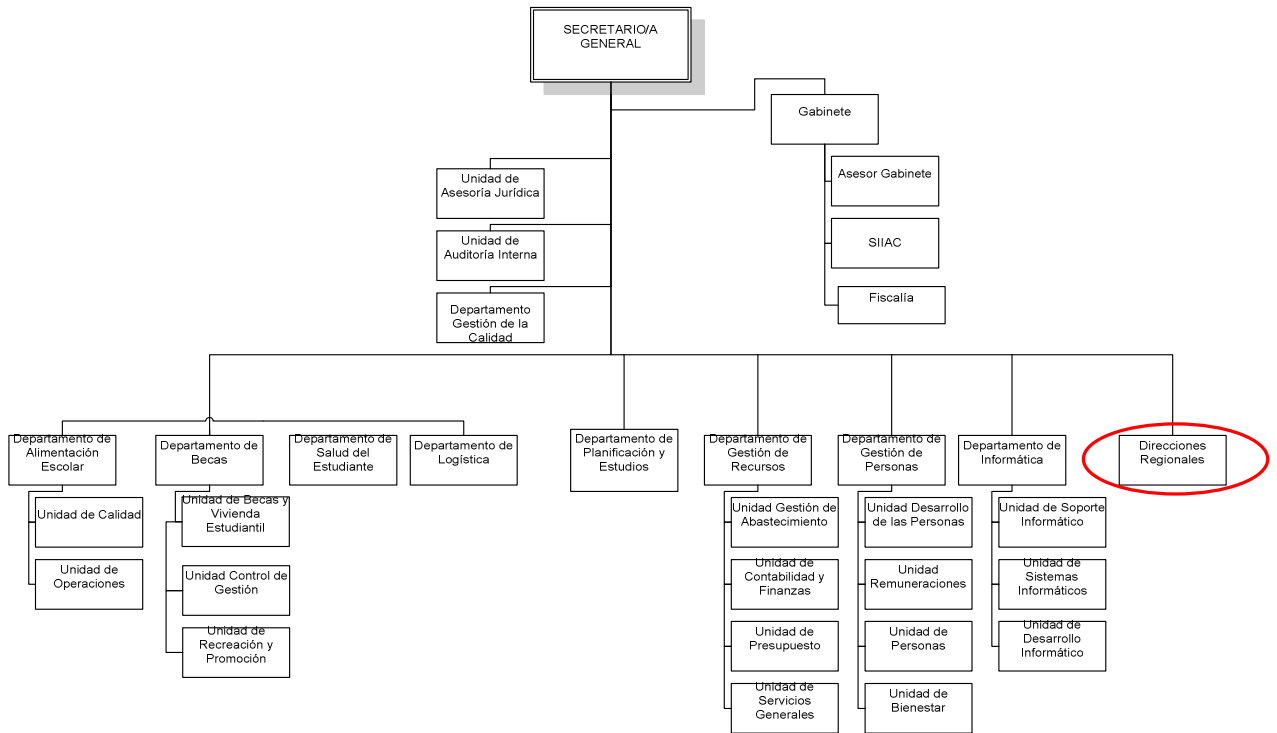 SECRETARIO/A
GENERAL
Gabinete
Asesor Gabinete
SIIAC
Fiscalía
Unidad de
Asesoría Jurídica
Unidad de
Auditoría Interna
Departamento
Gestión de la
Calidad
Departamento de
Alimentación
Escolar
Unidad de Calidad
Unidad de
Operaciones
Departamento de
Becas
Unidad de Becas y
Vivienda
Estudiantil
Unidad Control de
Gestión
Unidad de
Recreación y
Promoción
Departamento de
Salud del
Estudiante
Departamento de
Logística
Departamento de
Planificación y
Estudios
Departamento de
Gestión de
Recursos
Unidad Gestión de
Abastecimiento
Unidad de
Contabilidad y
Finanzas
Unidad de
Presupuesto
Unidad de
Servicios
Generales
Departamento de
Gestión de
Personas
Unidad Desarrollo
de las Personas
Unidad
Remuneraciones
Unidad de
Personas
Unidad de
Bienestar
Departamento de
Informática
Unidad de Soporte
Informático
Unidad de
Sistemas
Informáticos
Unidad de
Desarrollo
Informático
Direcciones
Regionales